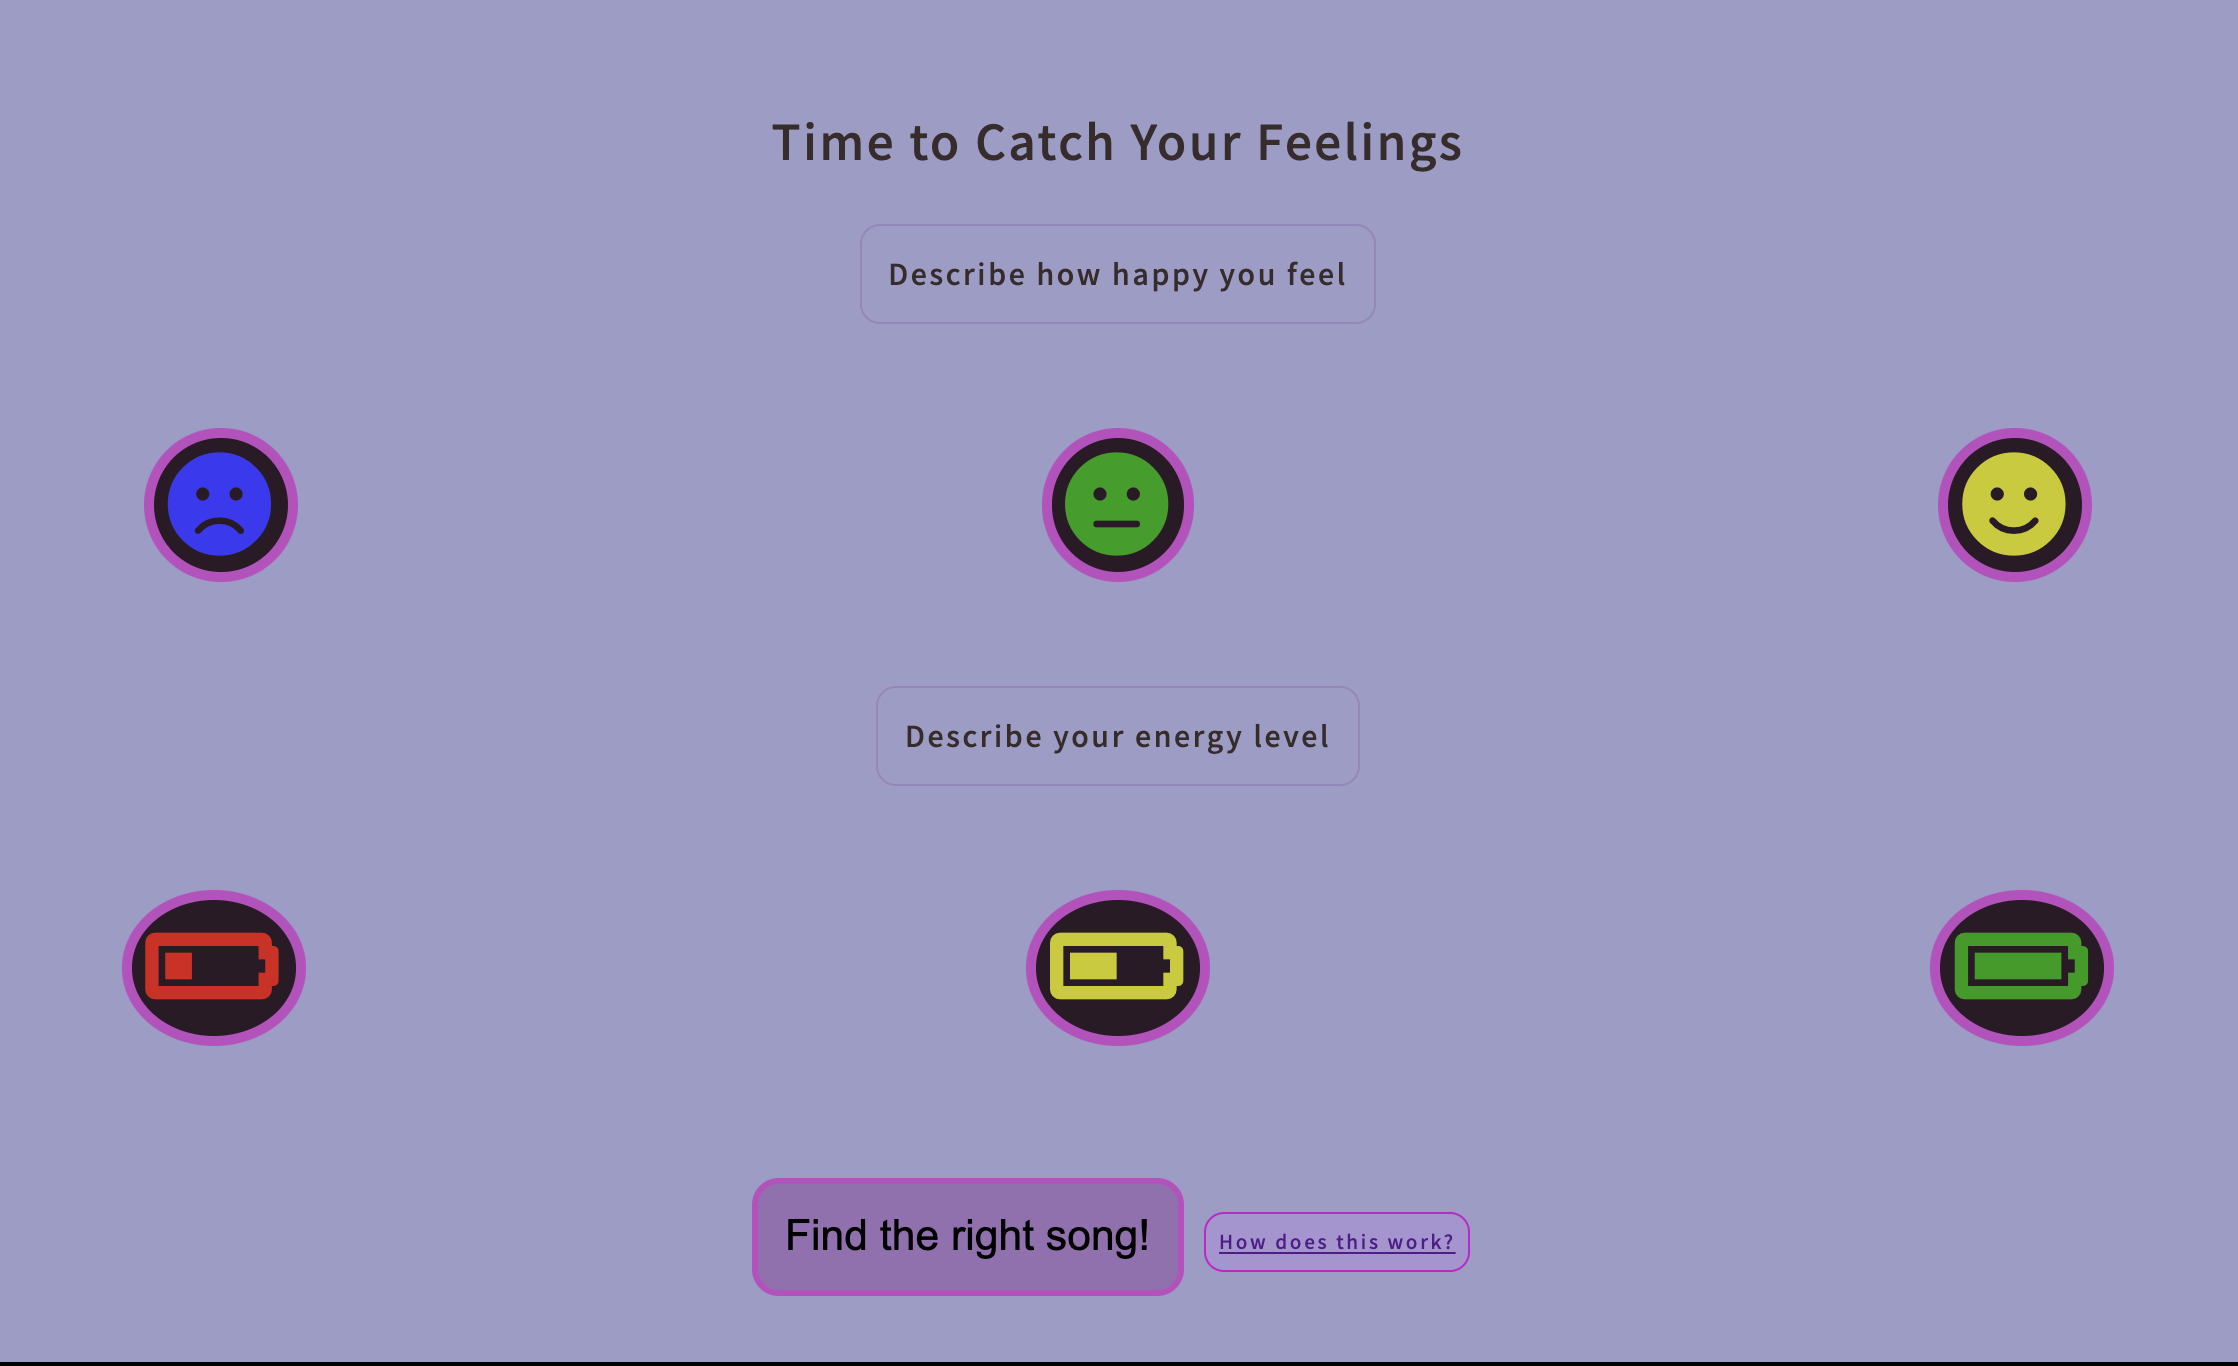 Time to Catch Your Feelings
Describe how happy you feel
Describe your energy level
Find the right song!
How does this work?